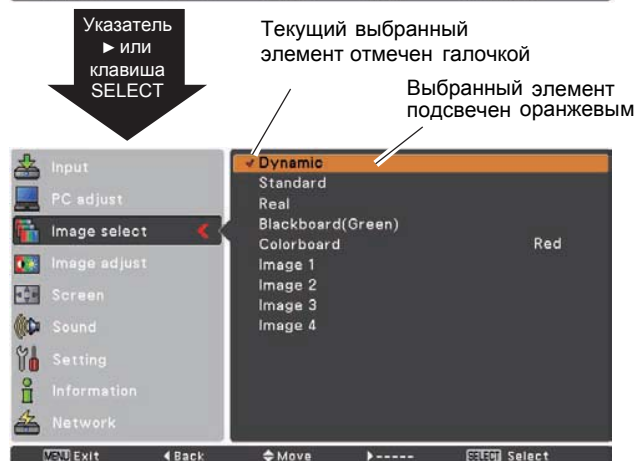 Указатель
► или
клавиша
SELECT
Текущий выбранный
элемент отмечен галочкой
Выбранный элемент
подсвечен оранжевым
Input
PC adjust
Image select
Image adjust
Screen
Sound
Setting
Information
Network
✓ Dynamic
Standard
Real
Blackboard(Green)
Colorboard Red
Image 1
Image 2
Image 3
Image 4
MENU Exit ◄ Back Move ► ----- SELECT Select